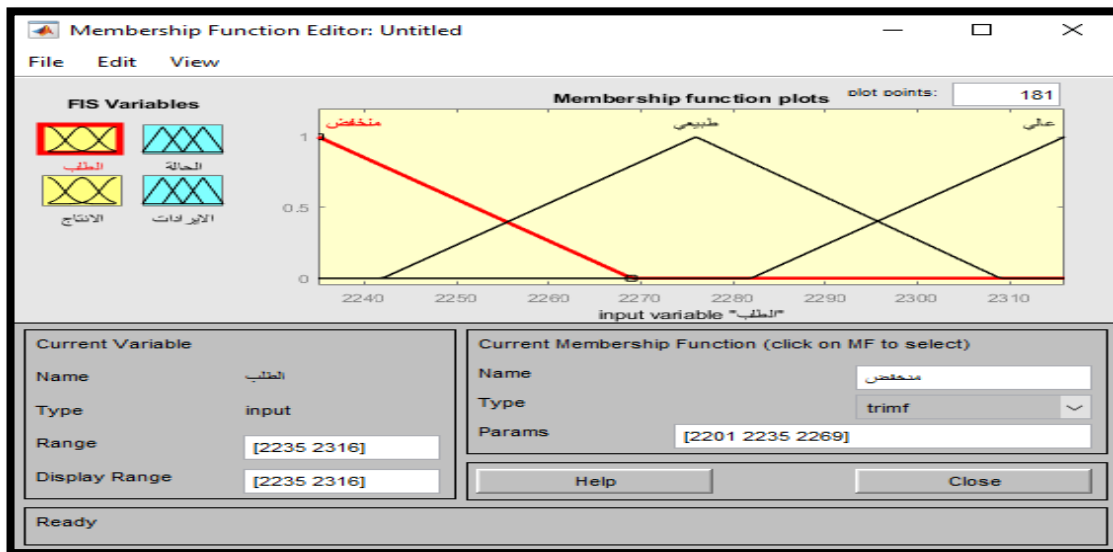 Membership Function Editor: Untitled
File Edit View
FIS Variables
الطلب
الحالة
الانتاج
الايرادات
Membership function plots
plot points:
181
منخفض
طبيعي
عالي
1
0.5
0
2240 2250 2260 2270 2280 2290 2300 2310
input variable "الطلب"
Current Variable
Name الطلب
Type input
Range [2235 2316]
Display Range [2235 2316]
Current Membership Function (click on MF to select)
Name منخفض
Type trimf
Params [2201 2235 2269]
Help Close
Ready